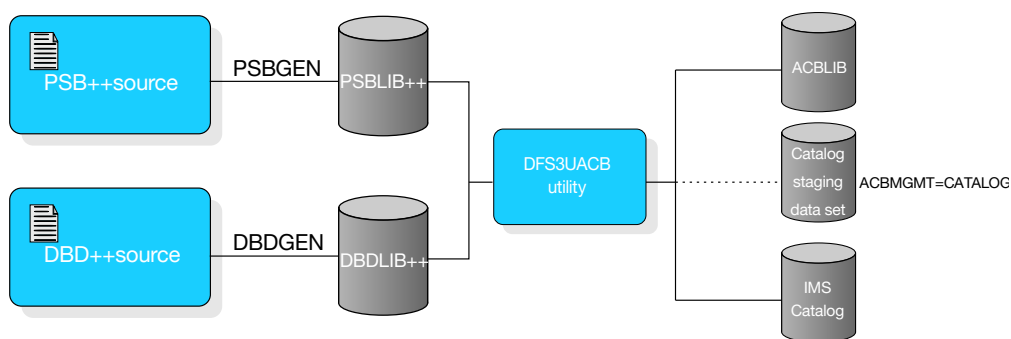 PSB++source
PSBGEN
PSBLIB++
DBD++source
DBDGEN
DBDLIB++
DFS3UACB
utility
ACBLIB
Catalog
staging
data set
ACBMGMT=CATALOG
IMS
Catalog